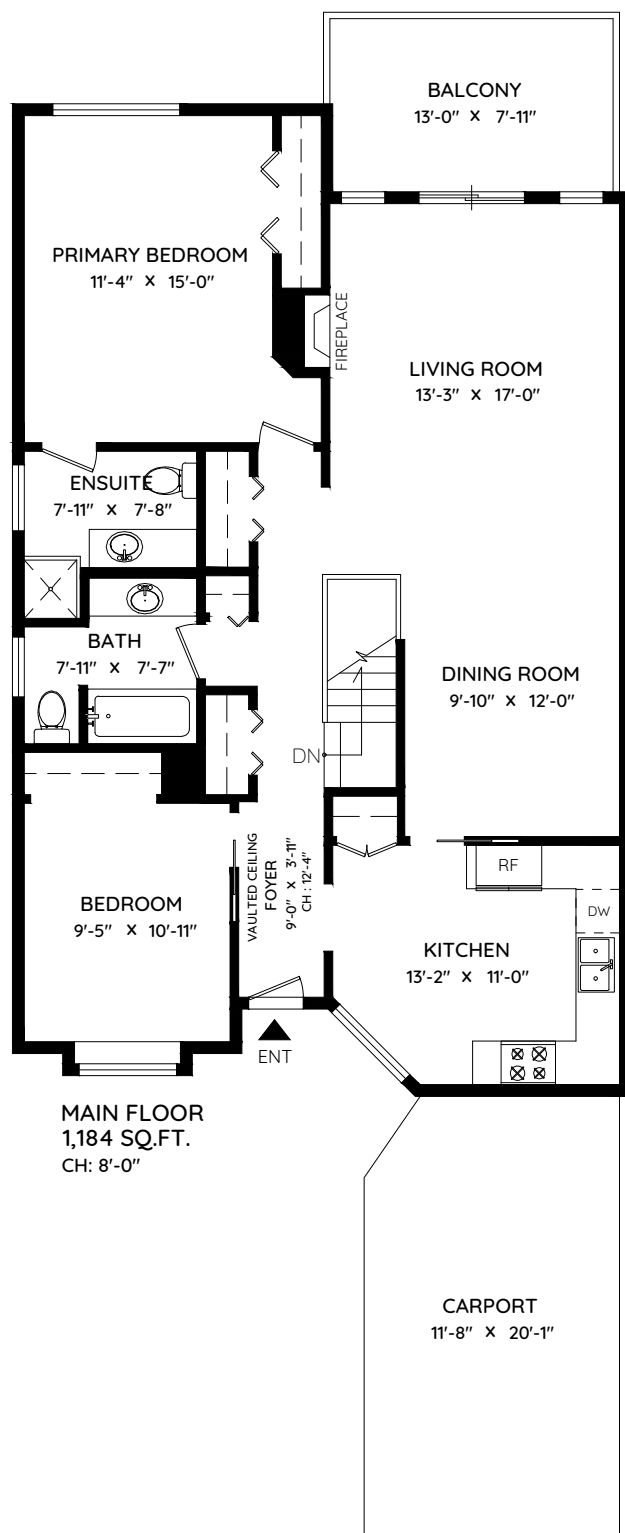 BALCONY
13'-0" X 7'-11"
PRIMARY BEDROOM
11'-4" X 15'-0"
FIREPLACE
LIVING ROOM
13'-3" X 17'-0"
ENSUITE
7'-11" X 7'-8"
BATH
7'-11" X 7'-7"
DINING ROOM
9'-10" X 12'-0"
DN
VAULTED CEILING
FOYER
9'-0" X 3'-11"
CH : 12'-4"
RF
DW
BEDROOM
9'-5" X 10'-11"
KITCHEN
13'-2" X 11'-0"
ENT
MAIN FLOOR
1,184 SQ.FT.
CH: 8'-0"
CARPORT
11'-8" X 20'-1"